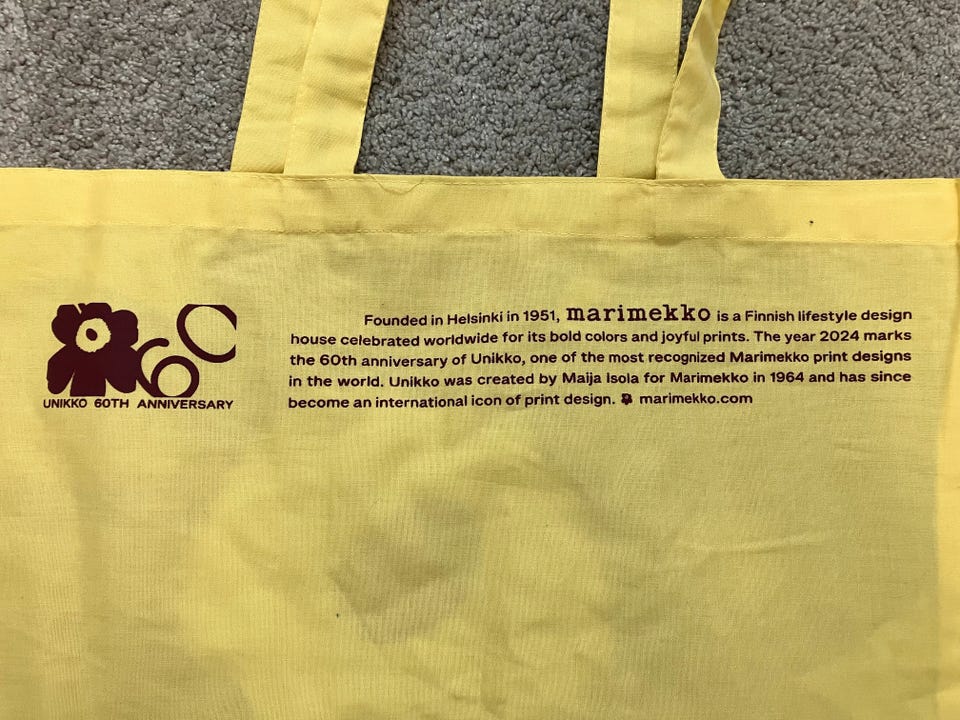 60
UNIKKO 60TH ANNIVERSARY
Founded in Helsinki in 1951, marimekko is a Finnish lifestyle design
house celebrated worldwide for its bold colors and joyful prints. The year 2024 marks
the 60th anniversary of Unikko, one of the most recognized Marimekko print designs
in the world. Unikko was created by Maija Isola for Marimekko in 1964 and has since
become an international icon of print design. marimekko.com